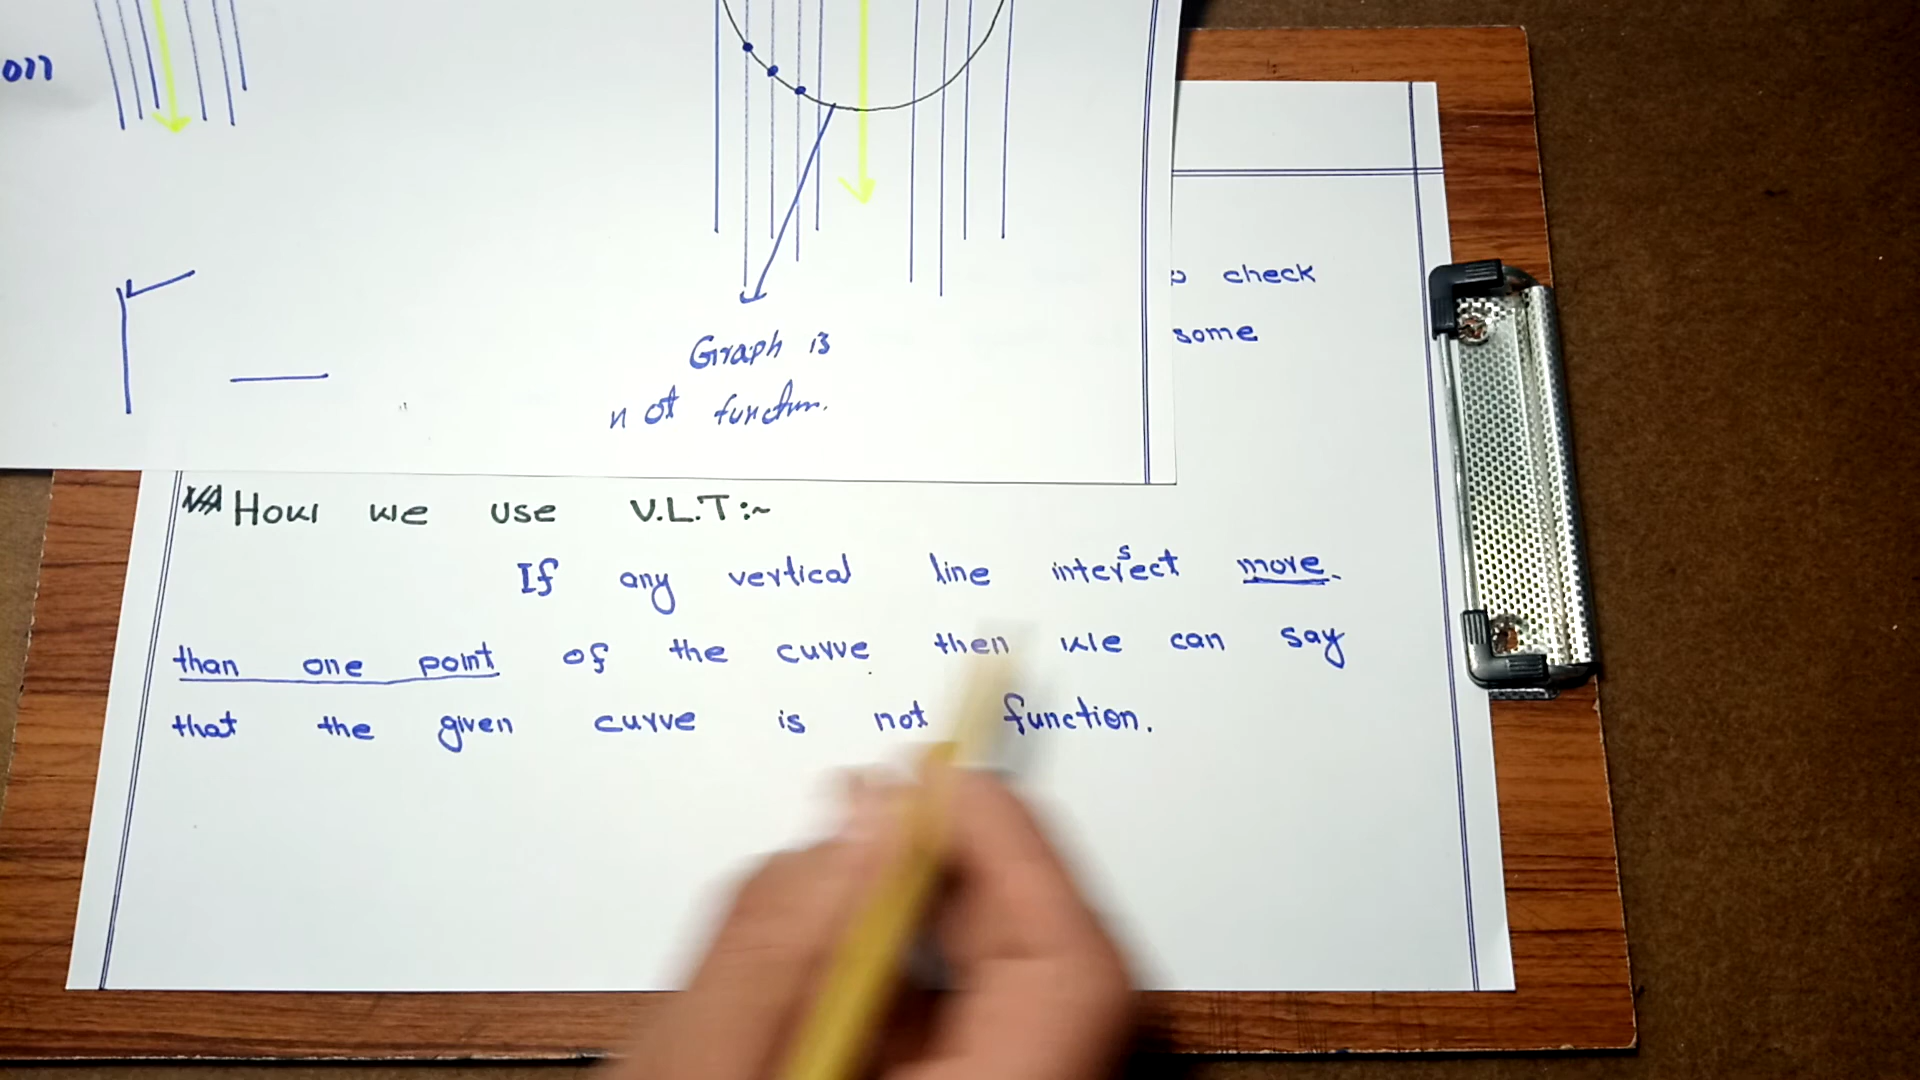 on
check
some
Graph is
not function.
How we use V.L.T:~
If any vertical line intersect more
than one point of the curve then we can say
that the given curve is not function.